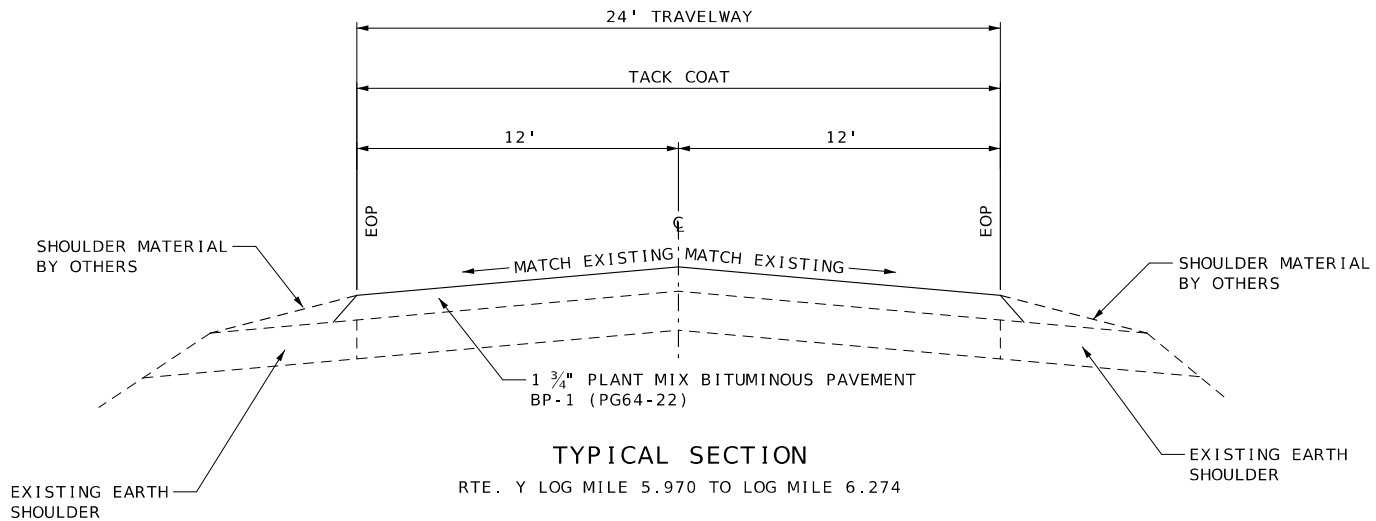 24' TRAVELWAY
TACK COAT
12' 12'
EOP ℄ EOP
SHOULDER MATERIAL
BY OTHERS
MATCH EXISTING MATCH EXISTING
SHOULDER MATERIAL
BY OTHERS
1 ¾" PLANT MIX BITUMINOUS PAVEMENT
BP-1 (PG64-22)
TYPICAL SECTION
RTE. Y LOG MILE 5.970 TO LOG MILE 6.274
EXISTING EARTH
SHOULDER
EXISTING EARTH
SHOULDER